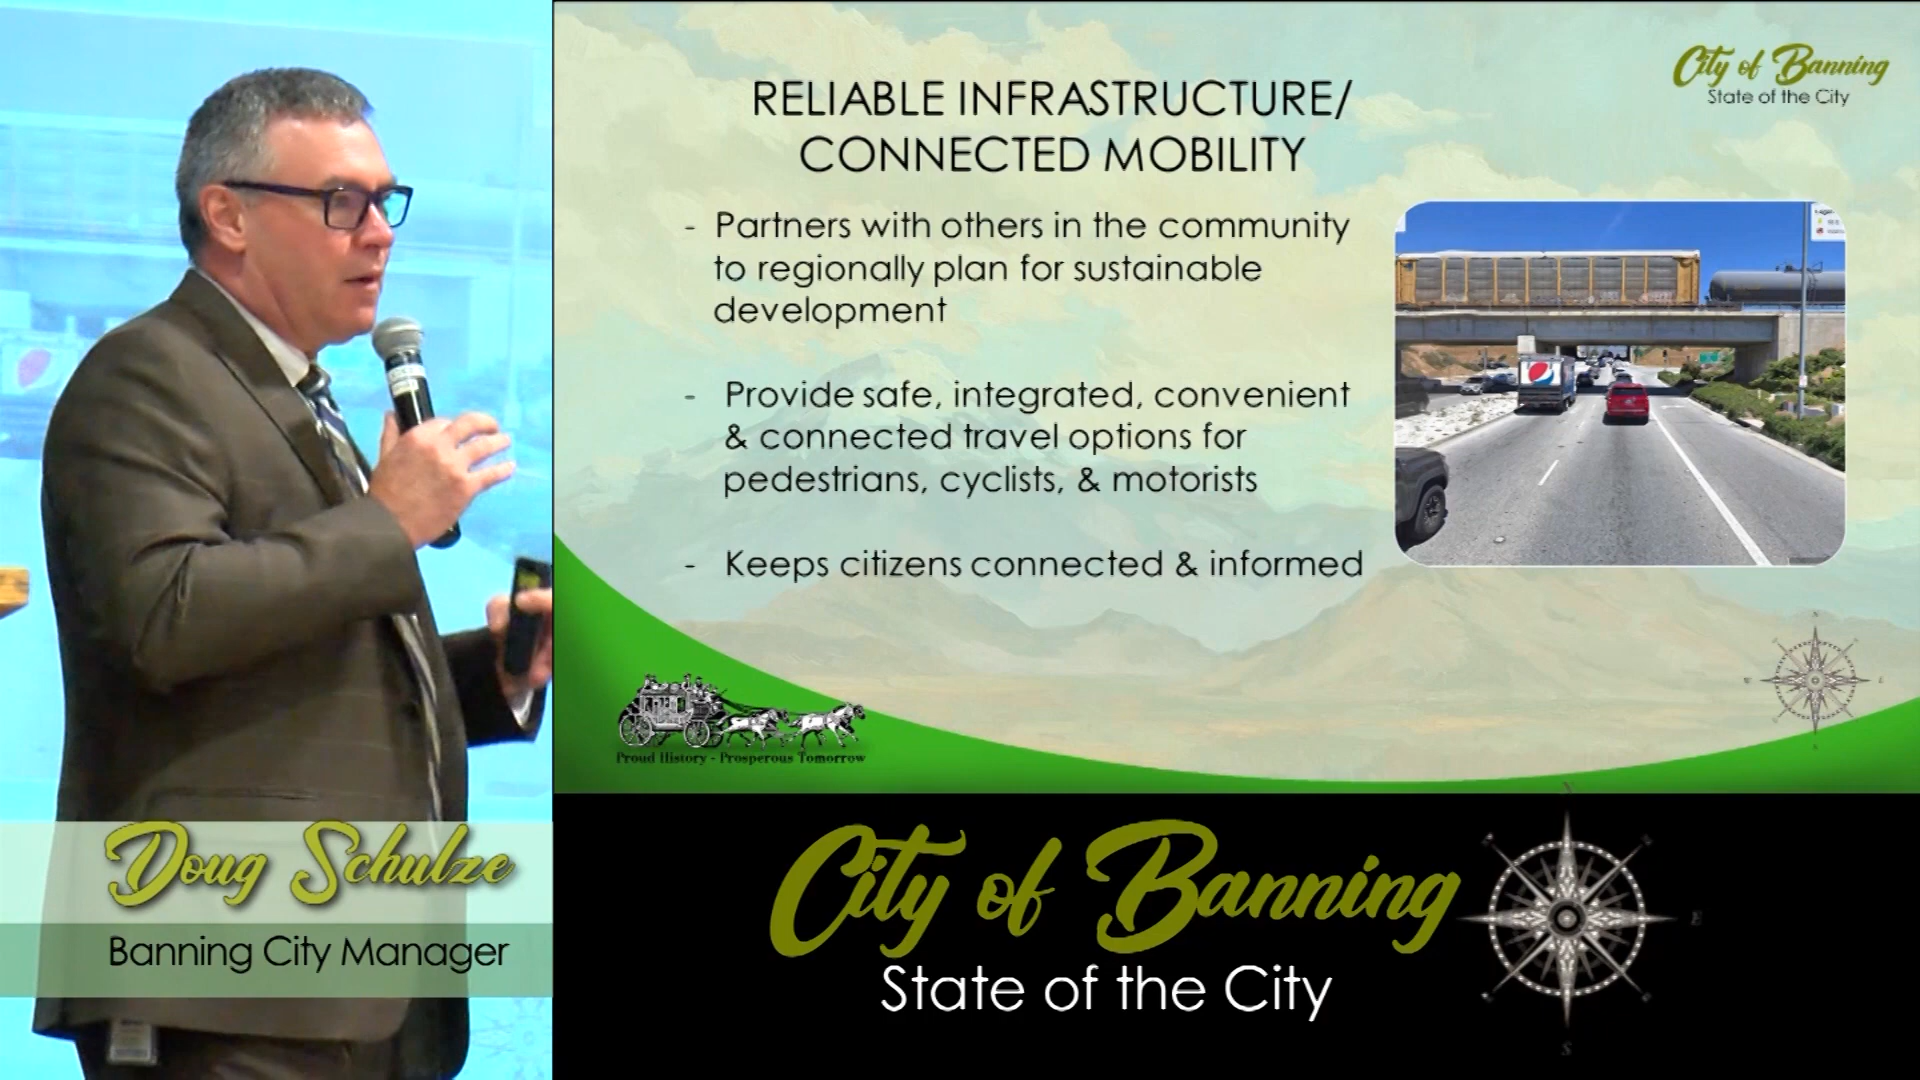 City of Banning
State of the City
RELIABLE INFRASTRUCTURE/
CONNECTED MOBILITY
- Partners with others in the community
to regionally plan for sustainable
development
- Provide safe, integrated, convenient
& connected travel options for
pedestrians, cyclists, & motorists
- Keeps citizens connected & informed
Proud History - Prosperous Tomorrow
Doug Schulze
Banning City Manager
City of Banning
State of the City
E
S